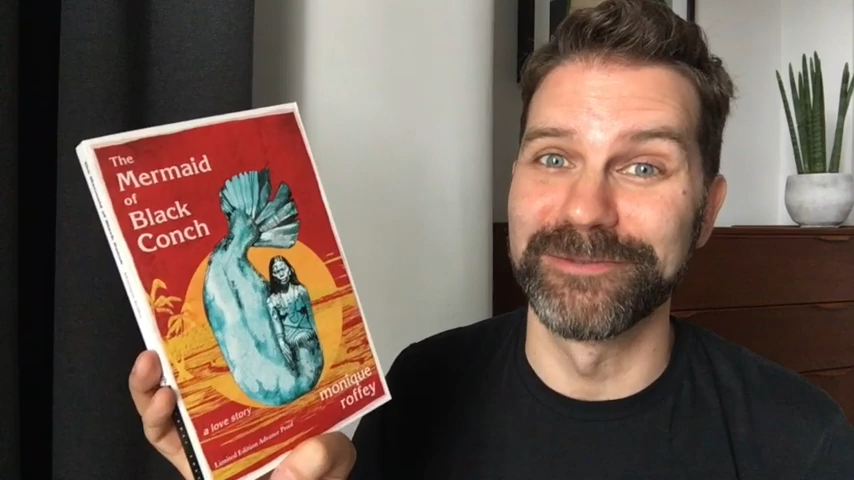 The
Mermaid
of
Black
Conch
a love story
monique
roffey
Limited Edition Advance Proof